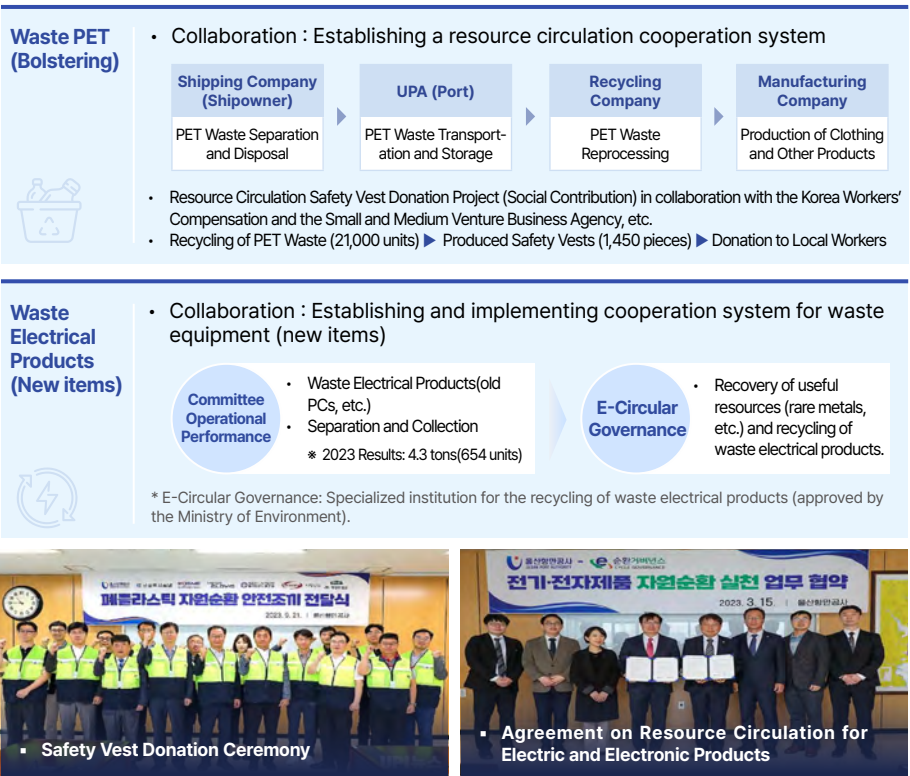 Waste PET
(Bolstering)
• Collaboration : Establishing a resource circulation cooperation system
Shipping Company
(Shipowner)
PET Waste Separation
and Disposal
UPA (Port)
PET Waste Transport-
ation and Storage
Recycling
Company
PET Waste
Reprocessing
Manufacturing
Company
Production of Clothing
and Other Products
• Resource Circulation Safety Vest Donation Project (Social Contribution) in collaboration with the Korea Workers’
Compensation and the Small and Medium Venture Business Agency, etc.
• Recycling of PET Waste (21,000 units) ▶ Produced Safety Vests (1,450 pieces) ▶ Donation to Local Workers
Waste
Electrical
Products
(New items)
• Collaboration : Establishing and implementing cooperation system for waste
equipment (new items)
Committee
Operational
Performance
• Waste Electrical Products(old
PCs, etc.)
• Separation and Collection
※ 2023 Results: 4.3 tons(654 units)
E-Circular
Governance
• Recovery of useful
resources (rare metals,
etc.) and recycling of
waste electrical products.
* E-Circular Governance: Specialized institution for the recycling of waste electrical products (approved by
the Ministry of Environment).
폐플라스틱 자원순환 안전조끼 전달식
2023. 9. 21. | 울산항만공사
▪ Safety Vest Donation Ceremony
울산항만공사 - 순환거버넌스
전기·전자제품 자원순환 실천 업무 협약
2023. 3. 15. | 울산항만공사
▪ Agreement on Resource Circulation for
Electric and Electronic Products